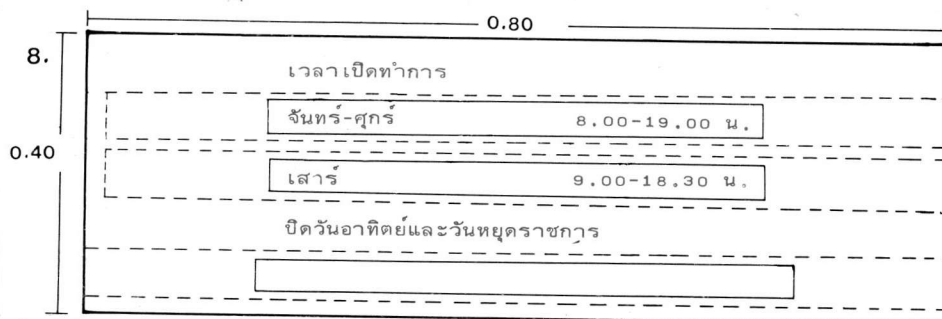 0.80
8.
เวลาเปิดทำการ
จันทร์-ศุกร์ 8.00-19.00 น.
0.40
เสาร์ 9.00-18.30 น.
ปิดวันอาทิตย์และวันหยุดราชการ